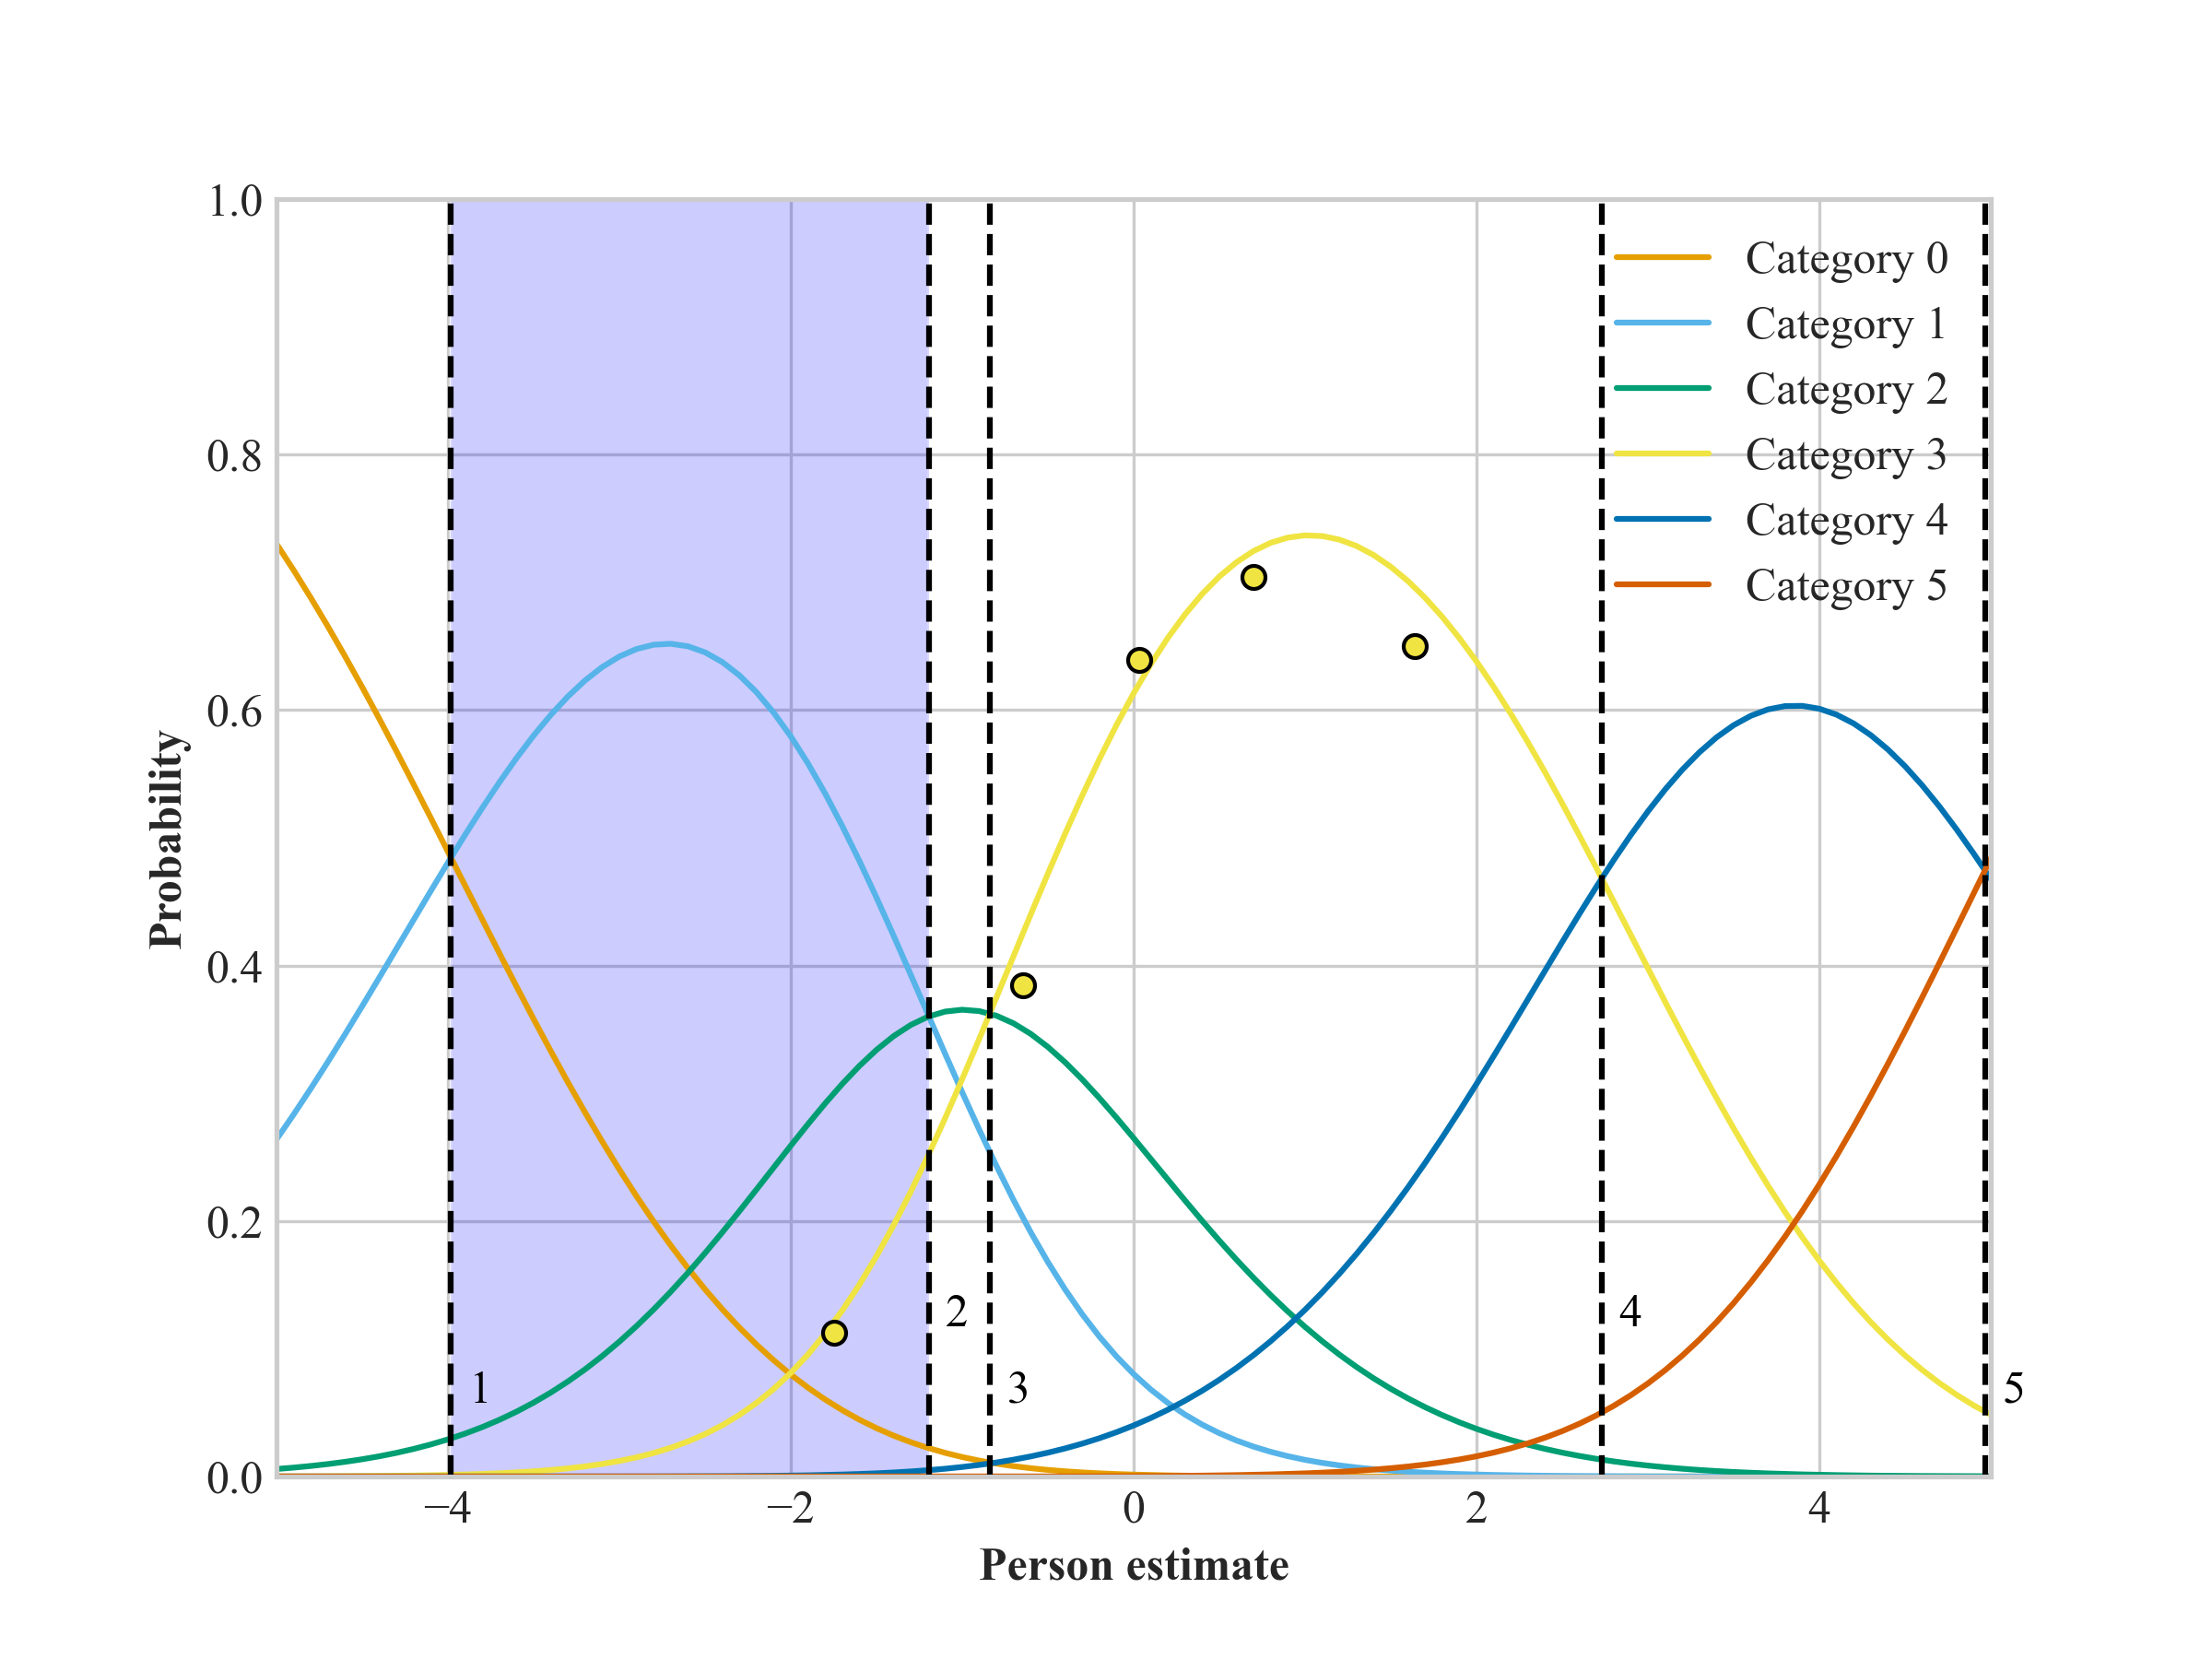 1.0
0.8
0.6
0.4
0.2
0.0
Probability
Category 0
Category 1
Category 2
Category 3
Category 4
Category 5
1
2
3
4
5
−4
−2
0
2
4
Person estimate